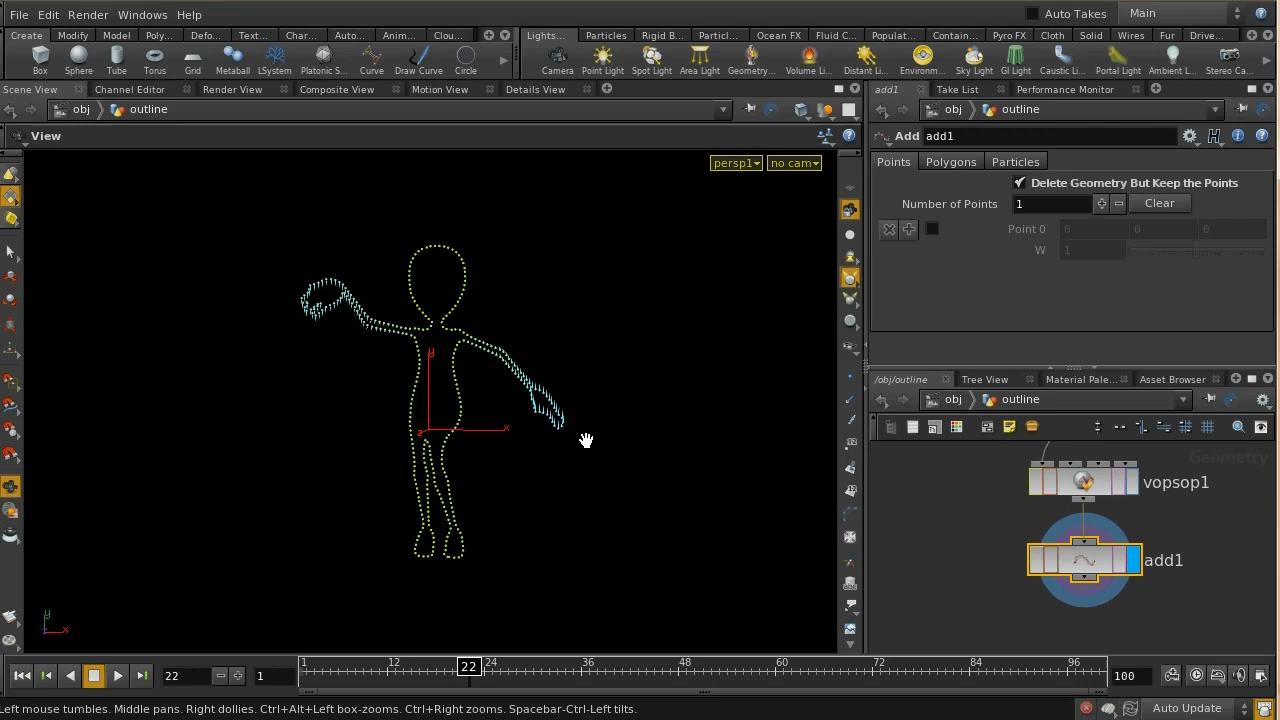 File Edit Render Windows Help Auto Takes Main
Create Modify Model Poly... Defo... Text... Char... Auto... Anim... Clou... Lights... Particles Rigid B... Particl... Ocean FX Fluid C... Populat... Contain... Pyro FX Cloth Solid Wires Fur Drive...
Box Sphere Tube Torus Grid Metaball LSystem Platonic S... Curve Draw Curve Circle Camera Point Light Spot Light Area Light Geometry... Volume Li... Distant Li... Environm... Sky Light GI Light Caustic Li... Portal Light Ambient L... Stereo Ca...
Scene View Channel Editor Render View Composite View Motion View Details View add1 Take List Performance Monitor
obj outline obj outline
View Add add1
persp1 no cam Points Polygons Particles
Delete Geometry But Keep the Points
Number of Points 1 Clear
Point 0 0 0 0
W 1
y
x
z
/obj/outline Tree View Material Pale... Asset Browser
obj outline
Geometry
vopsop1
add1
y
x
22 1 1 12 22 24 36 48 60 72 84 96 100
Left mouse tumbles. Middle pans. Right dollies. Ctrl+Alt+Left box-zooms. Ctrl+Right zooms. Spacebar-Ctrl-Left tilts. Auto Update